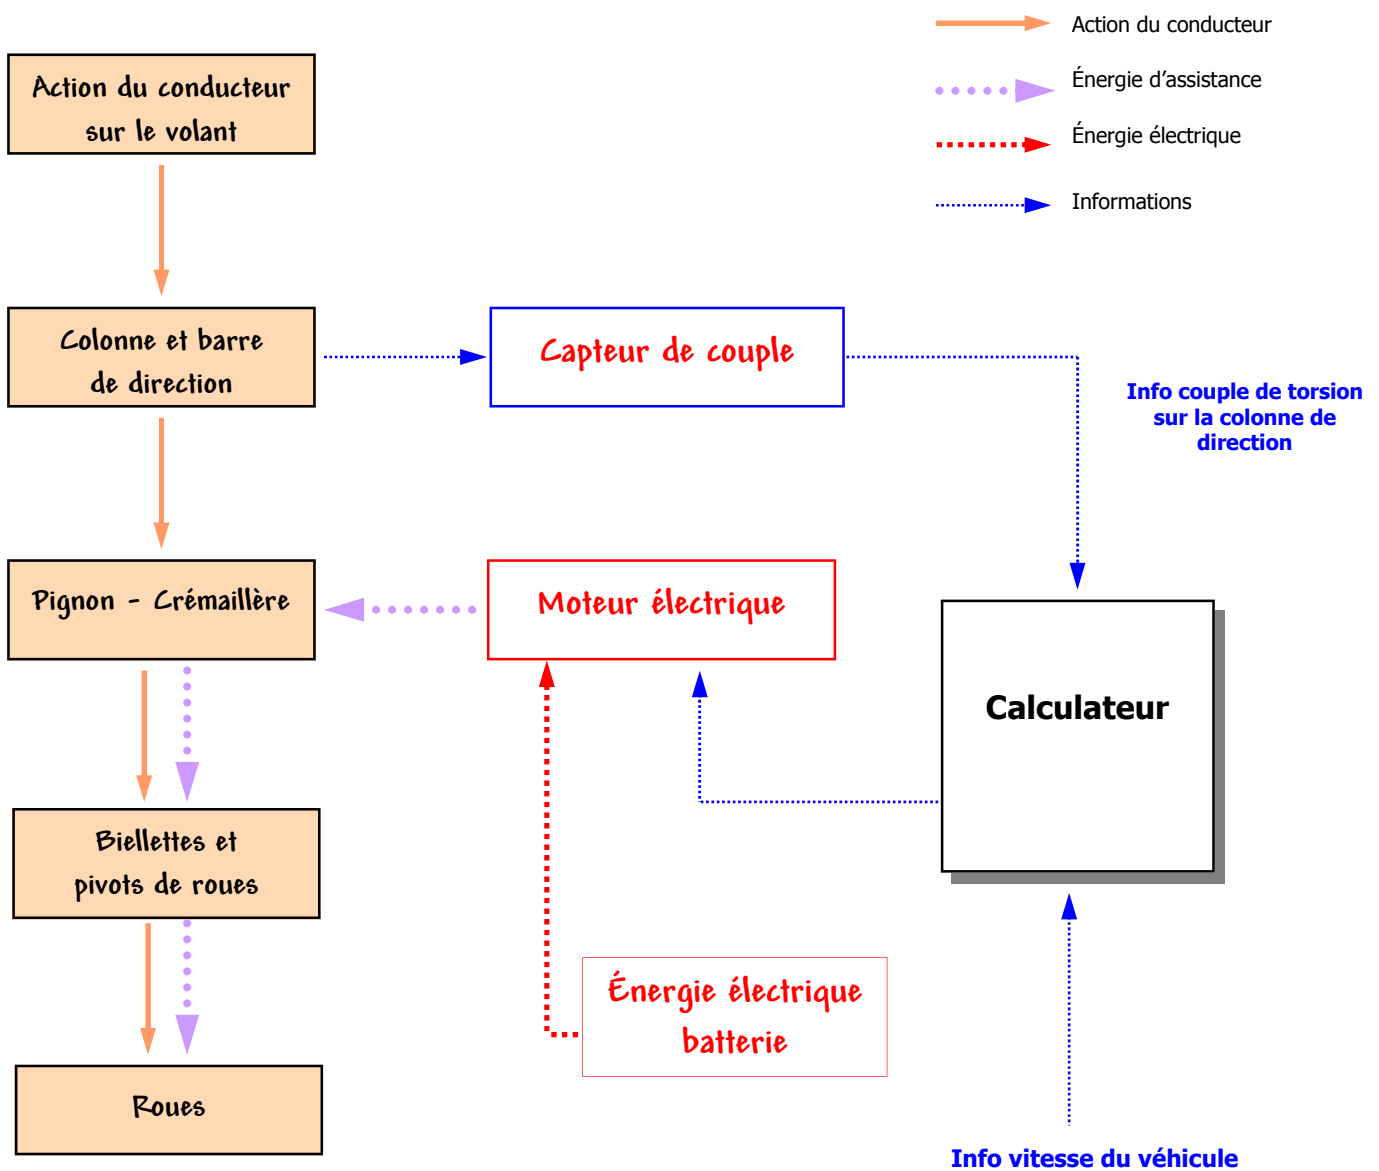 Action du conducteur
Énergie d’assistance
Énergie électrique
Informations
Action du conducteur
sur le volant
Colonne et barre
de direction
Capteur de couple
Info couple de torsion
sur la colonne de
direction
Pignon - Crémaillère
Moteur électrique
Calculateur
Biellettes et
pivots de roues
Énergie électrique
batterie
Roues
Info vitesse du véhicule